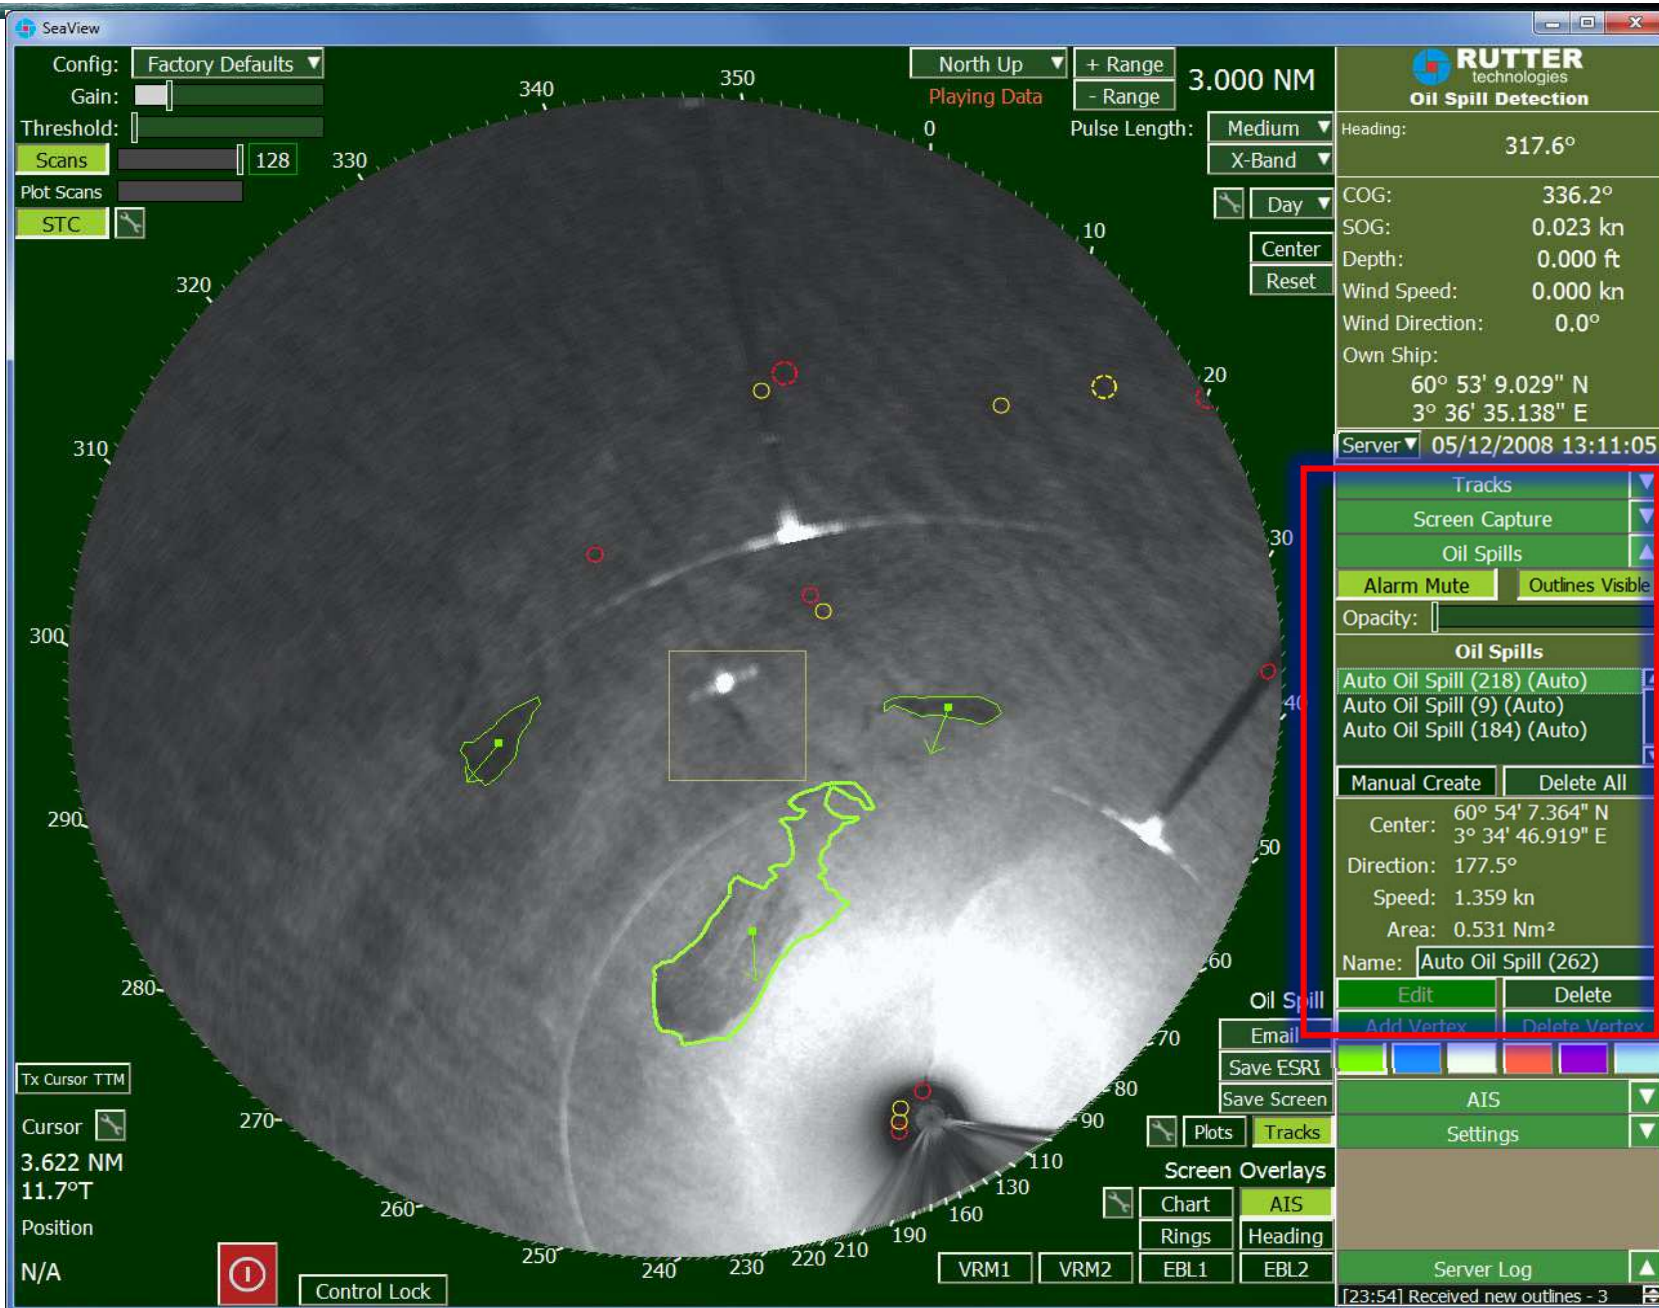 SeaView
Config: Factory Defaults
Gain:
Threshold:
Scans 128
Plot Scans
STC
North Up
Playing Data
+ Range
- Range
3.000 NM
Pulse Length: Medium
X-Band
Day
Center
Reset
340
350
0
330
10
320
20
310
30
300
40
290
50
280
60
270
70
80
90
260
110
130
160
250
240
230
220
210
190
RUTTER
technologies
Oil Spill Detection
Heading:
317.6°
COG: 336.2°
SOG: 0.023 kn
Depth: 0.000 ft
Wind Speed: 0.000 kn
Wind Direction: 0.0°
Own Ship:
60° 53' 9.029" N
3° 36' 35.138" E
Server 05/12/2008 13:11:05
Tracks
Screen Capture
Oil Spills
Alarm Mute Outlines Visible
Opacity:
Oil Spills
Auto Oil Spill (218) (Auto)
Auto Oil Spill (9) (Auto)
Auto Oil Spill (184) (Auto)
Manual Create Delete All
Center: 60° 54' 7.364" N
3° 34' 46.919" E
Direction: 177.5°
Speed: 1.359 kn
Area: 0.531 Nm²
Name: Auto Oil Spill (262)
Edit Delete
Add Vertex Delete Vertex
AIS
Settings
Server Log
[23:54] Received new outlines - 3
Oil Spill
Email
Save ESRI
Save Screen
Plots Tracks
Screen Overlays
Chart AIS
Rings Heading
VRM1 VRM2 EBL1 EBL2
Tx Cursor TTM
Cursor
3.622 NM
11.7°T
Position
N/A
Control Lock